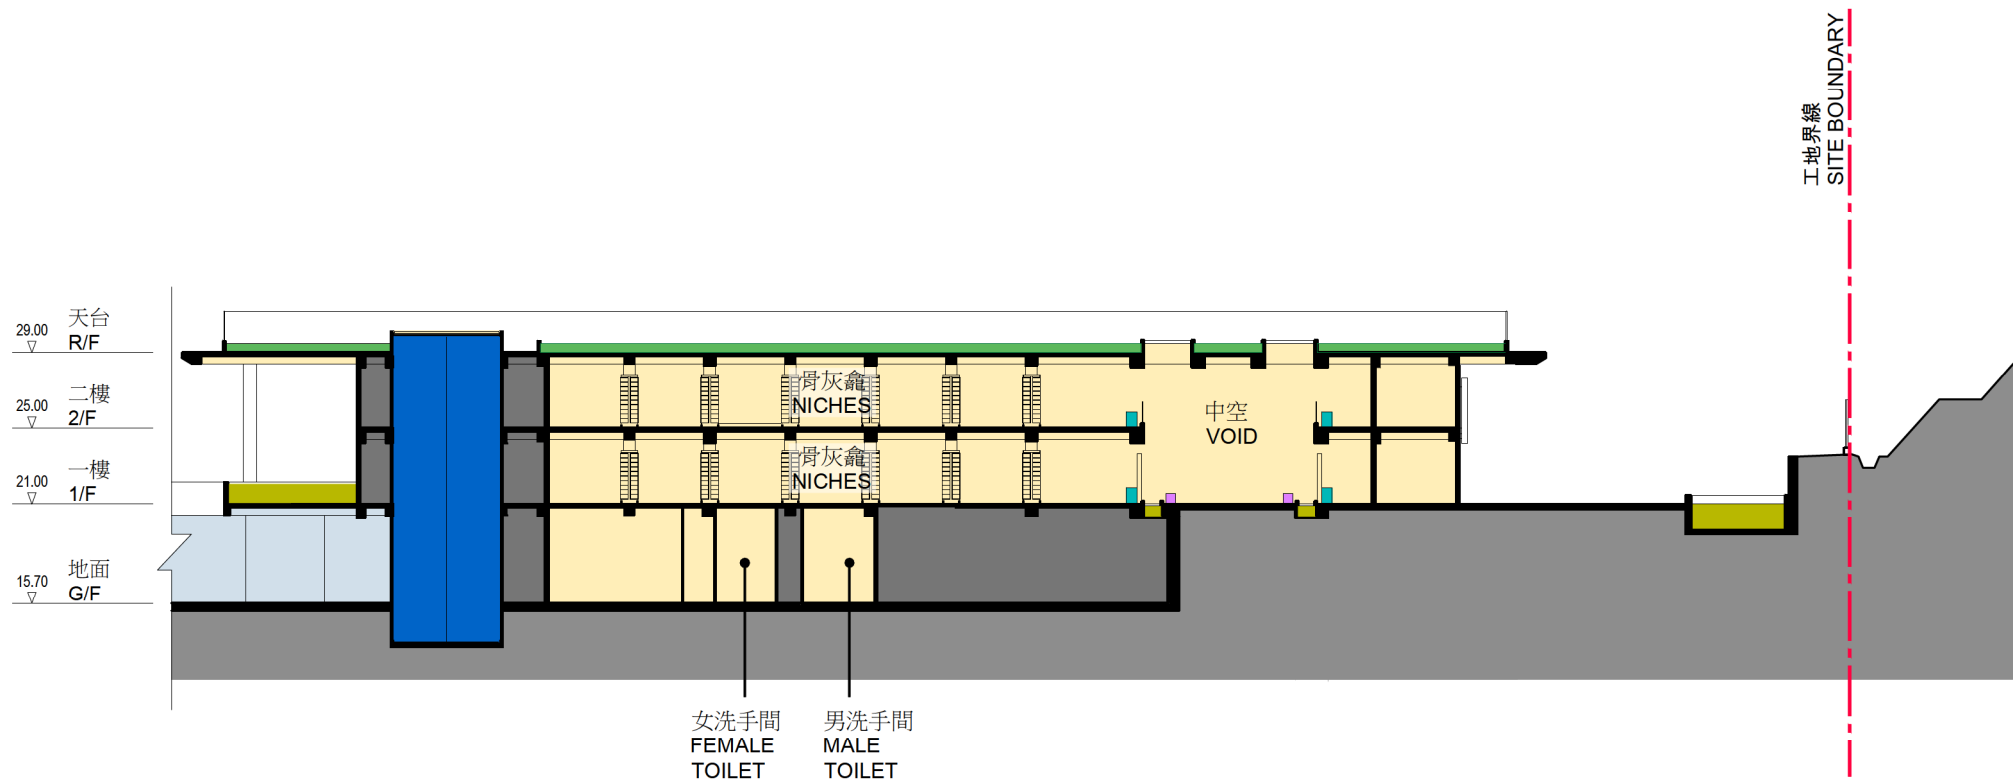 工地界線
SITE BOUNDARY
29.00
天台
R/F
25.00
二樓
2/F
21.00
一樓
1/F
15.70
地面
G/F
骨灰龕
NICHES
骨灰龕
NICHES
中空
VOID
女洗手間
FEMALE
TOILET
男洗手間
MALE
TOILET